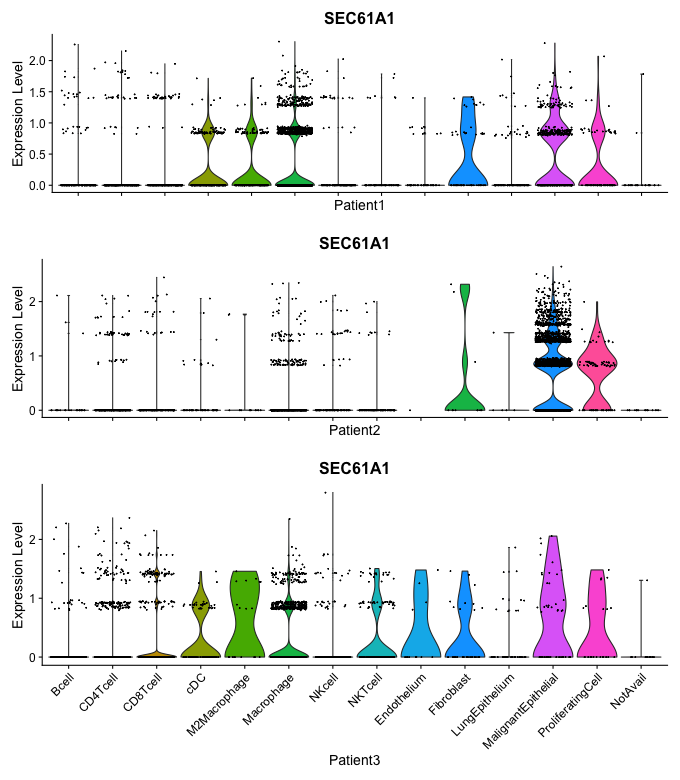 SEC61A1
Expression Level
2.0
1.5
1.0
0.5
0.0
Patient1
SEC61A1
Expression Level
2
1
0
Patient2
SEC61A1
Expression Level
2
1
0
Bcell
CD4Tcell
CD8Tcell
cDC
M2Macrophage
Macrophage
NKcell
NKTcell
Endothelium
Fibroblast
LungEpithelium
MalignantEpithelial
ProliferatingCell
NotAvail
Patient3